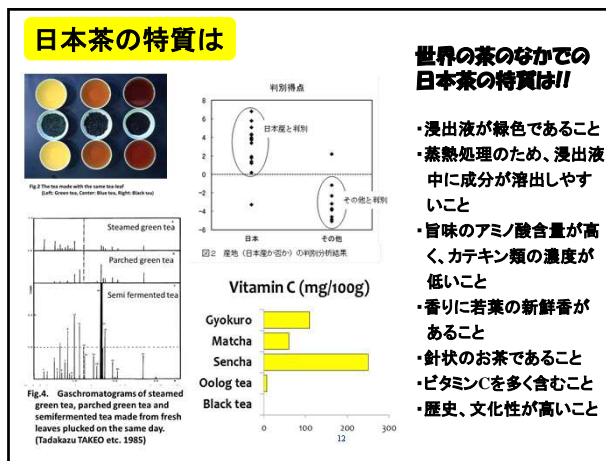 日本茶の特質は
Fig.2 The tea made with the same tea leaf
(Left: Green tea, Center: Blue tea, Right: Black tea)
Steamed green tea
Parched green tea
Semi fermented tea
Fig.4. Gaschromatograms of steamed
green tea, parched green tea and
semifermented tea made from fresh
leaves plucked on the same day.
(Tadakazu TAKEO etc. 1985)
判別得点
8
6
4
2
0
-2
-4
-6
日本産と判別
その他と判別
日本
その他
図2 産地（日本産か否か）の判別分析結果
Vitamin C (mg/100g)
Gyokuro
Matcha
Sencha
Oolog tea
Black tea
0
100
200
300
12
世界の茶のなかでの
日本茶の特質は!!
・浸出液が緑色であること
・蒸熱処理のため、浸出液
中に成分が溶出しやす
いこと
・旨味のアミノ酸含量が高
く、カテキン類の濃度が
低いこと
・香りに若葉の新鮮香が
あること
・針状のお茶であること
・ビタミンCを多く含むこと
・歴史、文化性が高いこと